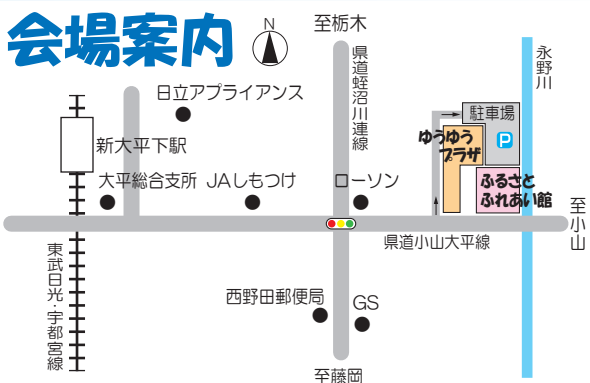 会場案内
N
至栃木
県道蛭沼川連線
永野川
日立アプライアンス
駐車場
P
ゆうゆう
プラザ
新大平下駅
大平総合支所
JAしもつけ
ローソン
ふるさと
ふれあい館
至小山
県道小山大平線
東武日光・宇都宮線
西野田郵便局
GS
至藤岡